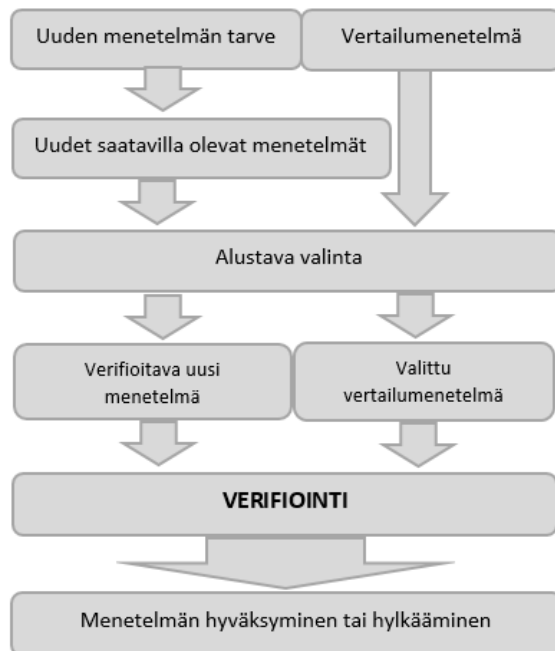 Uuden menetelmän tarve
Vertailumenetelmä
Uudet saatavilla olevat menetelmät
Alustava valinta
Verifioitava uusi
menetelmä
Valittu
vertailumenetelmä
VERIFIOINTI
Menetelmän hyväksyminen tai hylkääminen